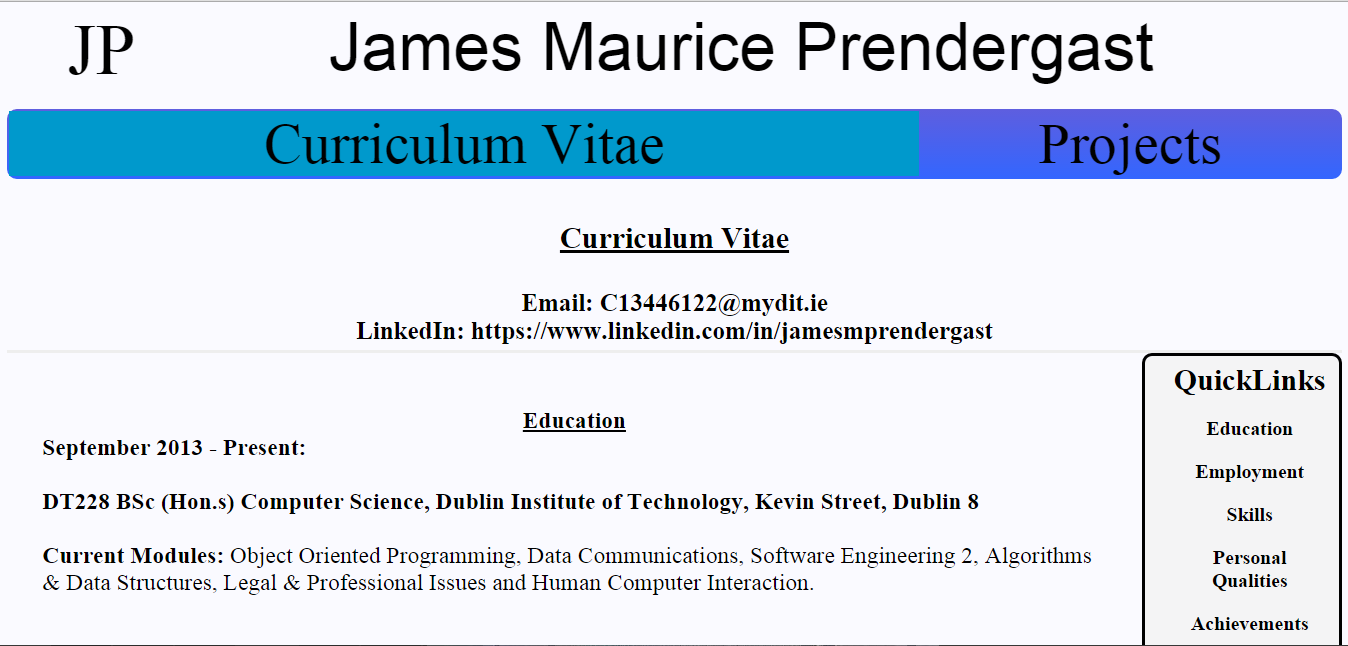 JP
James Maurice Prendergast
Curriculum Vitae
Projects
Curriculum Vitae
Email: C13446122@mydit.ie
LinkedIn: https://www.linkedin.com/in/jamesmprendergast
Education
September 2013 - Present:
DT228 BSc (Hon.s) Computer Science, Dublin Institute of Technology, Kevin Street, Dublin 8
Current Modules: Object Oriented Programming, Data Communications, Software Engineering 2, Algorithms
& Data Structures, Legal & Professional Issues and Human Computer Interaction.
QuickLinks
Education
Employment
Skills
Personal
Qualities
Achievements